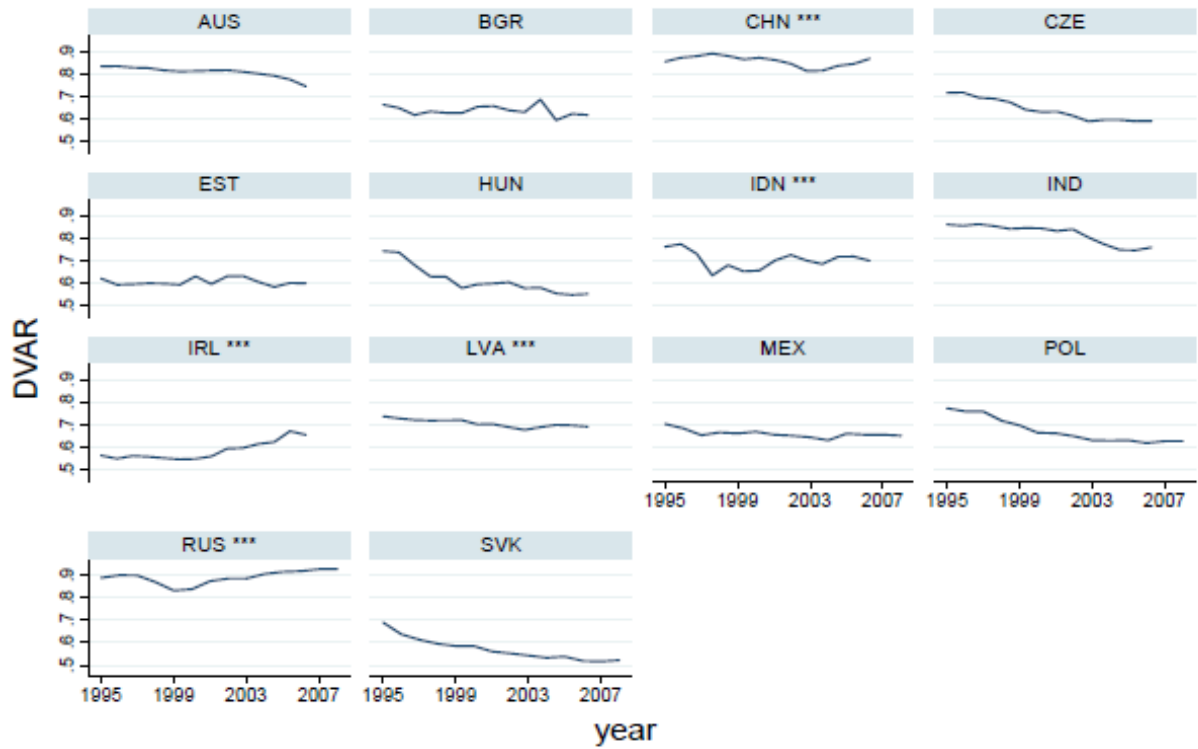 AUS BGR CHN *** CZE
.5 .6 .7 .8 .9
EST HUN IDN *** IND
.5 .6 .7 .8 .9
IRL *** LVA *** MEX POL
.5 .6 .7 .8 .9
DVAR
1995 1999 2003 2007 1995 1999 2003 2007
RUS *** SVK
.5 .6 .7 .8 .9
1995 1999 2003 2007 1995 1999 2003 2007
year